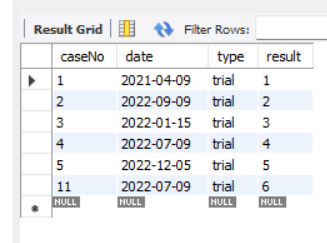 Result Grid Filter Rows:
caseNo date type result
1 2021-04-09 trial 1
2 2022-09-09 trial 2
3 2022-01-15 trial 3
4 2022-07-09 trial 4
5 2022-12-05 trial 5
11 2022-07-09 trial 6
NULL NULL NULL NULL